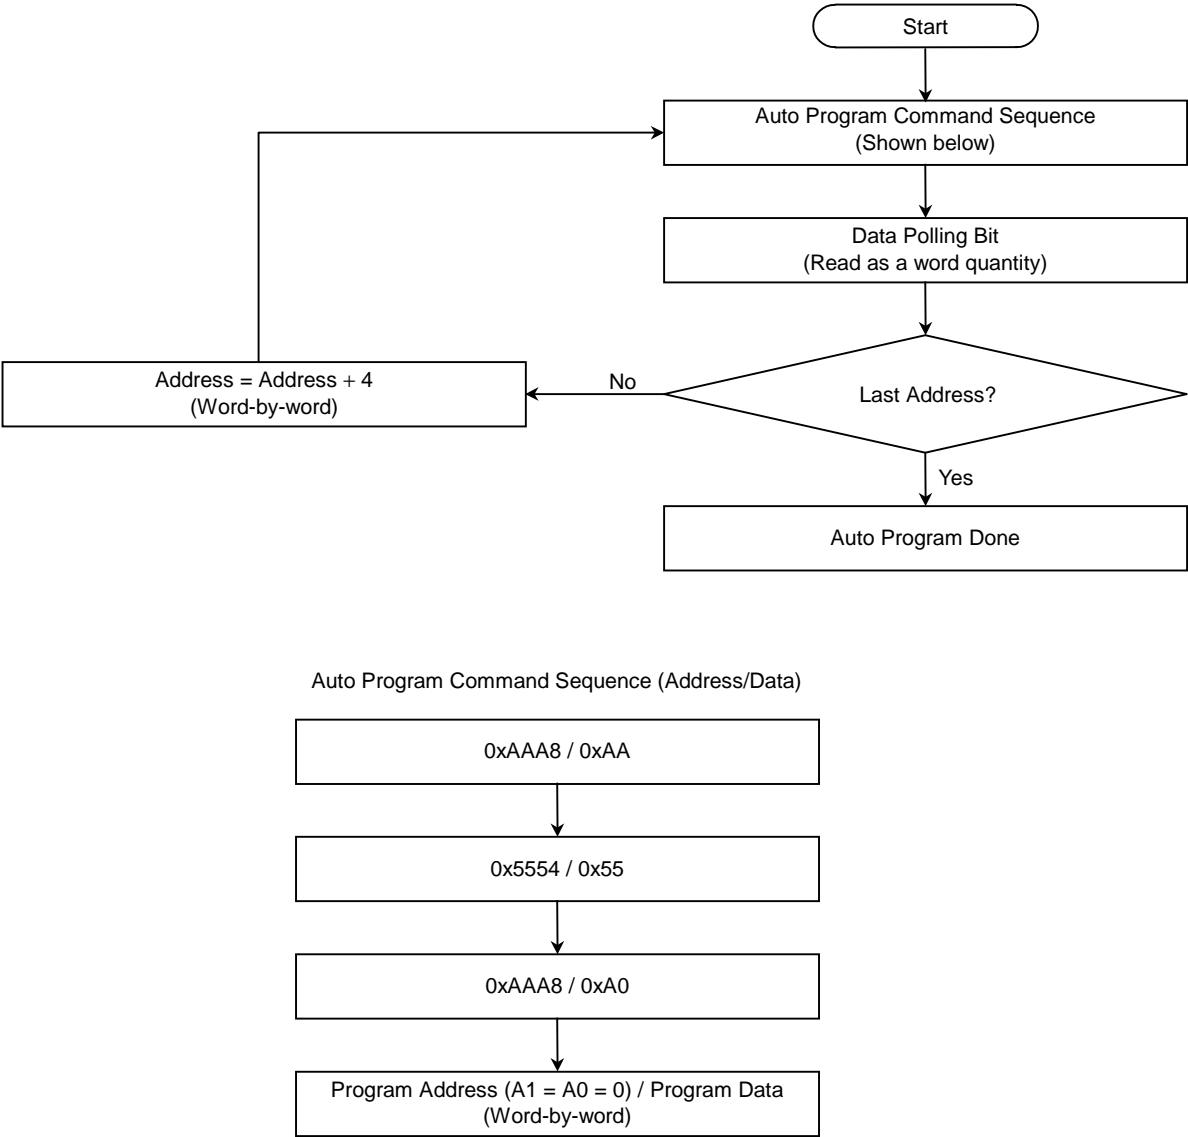 Start
Auto Program Command Sequence
(Shown below)
Data Polling Bit
(Read as a word quantity)
Last Address?
No
Address = Address + 4
(Word-by-word)
Yes
Auto Program Done
Auto Program Command Sequence (Address/Data)
0xAAA8 / 0xAA
0x5554 / 0x55
0xAAA8 / 0xA0
Program Address (A1 = A0 = 0) / Program Data
(Word-by-word)